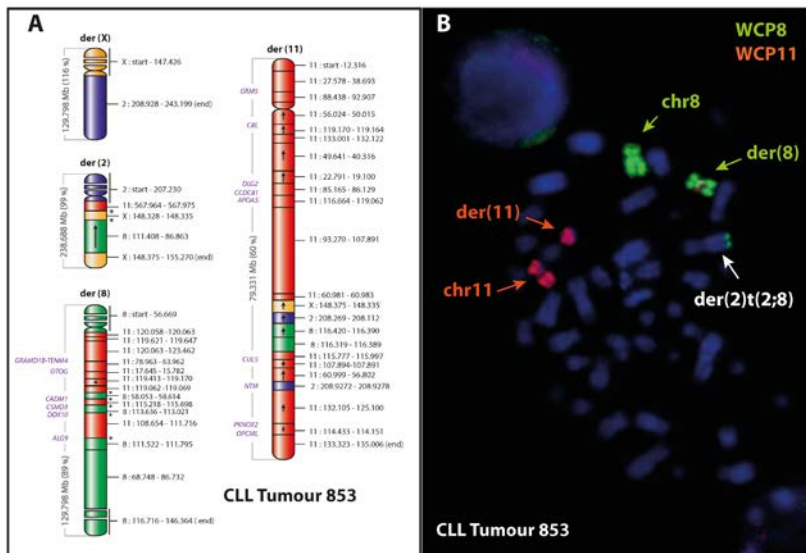 A
der (X)
129.798 Mb (116 %)
X : start - 147.426
2 : 208.928 - 243.199 (end)
der (2)
238.688 Mb (99 %)
2 : start - 207.230
11: 567.964 - 567.975
X : 148.328 - 148.335
8 : 111.408 - 86.863
X : 148.375 - 155.270 (end)
der (8)
129.798 Mb (89 %)
8 : start - 56.669
11 : 120.058 - 120.063
11 : 119.621 - 119.647
11 : 120.063 - 123.462
GRAMD1B-TENM4
11 : 78.963 - 63.962
OTOG
11 : 17.645 - 15.782
11 : 119.413 - 119.170
11 : 119.062 - 119.069
CADM1
8 : 58.053 - 58.614
CSMD3
11 : 115.218 - 115.698
DDX10
8 : 113.636 - 113.021
11 : 108.654 - 111.716
ALG9
8 : 111.522 - 111.795
8 : 68.748 - 86.732
8 : 116.716 - 146.364 ( end)
der (11)
79.331 Mb (60 %)
11 : start-12.316
11 : 27.578 - 38.693
GRM5
11 : 88.438 - 92.907
11 : 56.024 - 50.015
CBL
11 : 119.170 - 119.164
11 : 133.001 - 132.122
11 : 49.641 - 40.316
11 : 22.791 - 19.100
DLG2
11 : 85.165 - 86.129
CCDC81
APOA5
11 : 116.664 - 119.062
11 : 93.270 - 107.891
11 : 60.981 - 60.983
X : 148.375 - 148.335
2 : 208.269 - 208.112
8 : 116.420 - 116.390
8 : 116.319 - 116.389
CUL5
11 : 115.777 - 115.997
11 : 107.894-107.891
11 : 60.999 - 56.802
NTM
2 : 208.9272 - 208.9278
11 : 132.105 - 125.100
PKNOX2
11 : 114.433 - 114.151
OPCML
11 : 133.323 - 135.006 (end)
CLL Tumour 853
B
WCP8
WCP11
chr8
der(8)
der(11)
chr11
der(2)t(2;8)
CLL Tumour 853